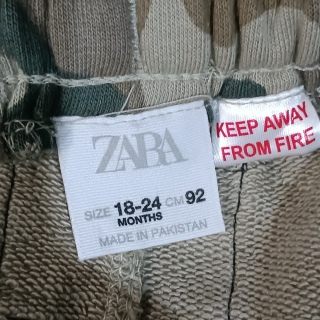 ZARA
SIZE 18-24 CM 92
MONTHS
MADE IN PAKISTAN
KEEP AWAY
FROM FIRE